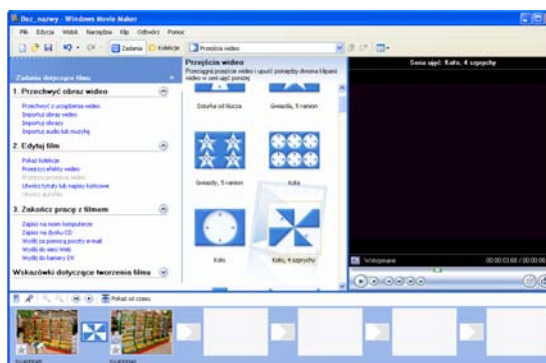 Bez_nazwy - Windows Movie Maker
Plik Edycja Widok Narzędzia Klip Odtwórz Pomoc
Zadania Kolekcje Przejścia wideo
Zadania dotyczące filmu
1. Przechwyć obraz wideo
Przechwyć z urządzenia wideo
Importuj obraz wideo
Importuj obrazy
Importuj audio lub muzykę
2. Edytuj film
Pokaż kolekcje
Przejrzyj efekty wideo
Przejrzyj przejścia wideo
Utwórz tytuły lub napisy końcowe
Utwórz autofilm
3. Zakończ pracę z filmem
Zapisz na moim komputerze
Zapisz na dysku CD
Wyślij za pomocą poczty e-mail
Wyślij do sieci Web
Wyślij do kamery DV
Wskazówki dotyczące tworzenia filmu
Przejścia wideo
Przeciągnij przejście wideo i upuść pomiędzy dwoma klipami
wideo w serii ujęć poniżej.
Dziurka od klucza Gwiazda, 5 ramion
Gwiazdy, 5 ramion Koła
Koło Koło, 4 szprychy
Seria ujęć: Koło, 4 szprychy
Wstrzymane
Pokaż oś czasu